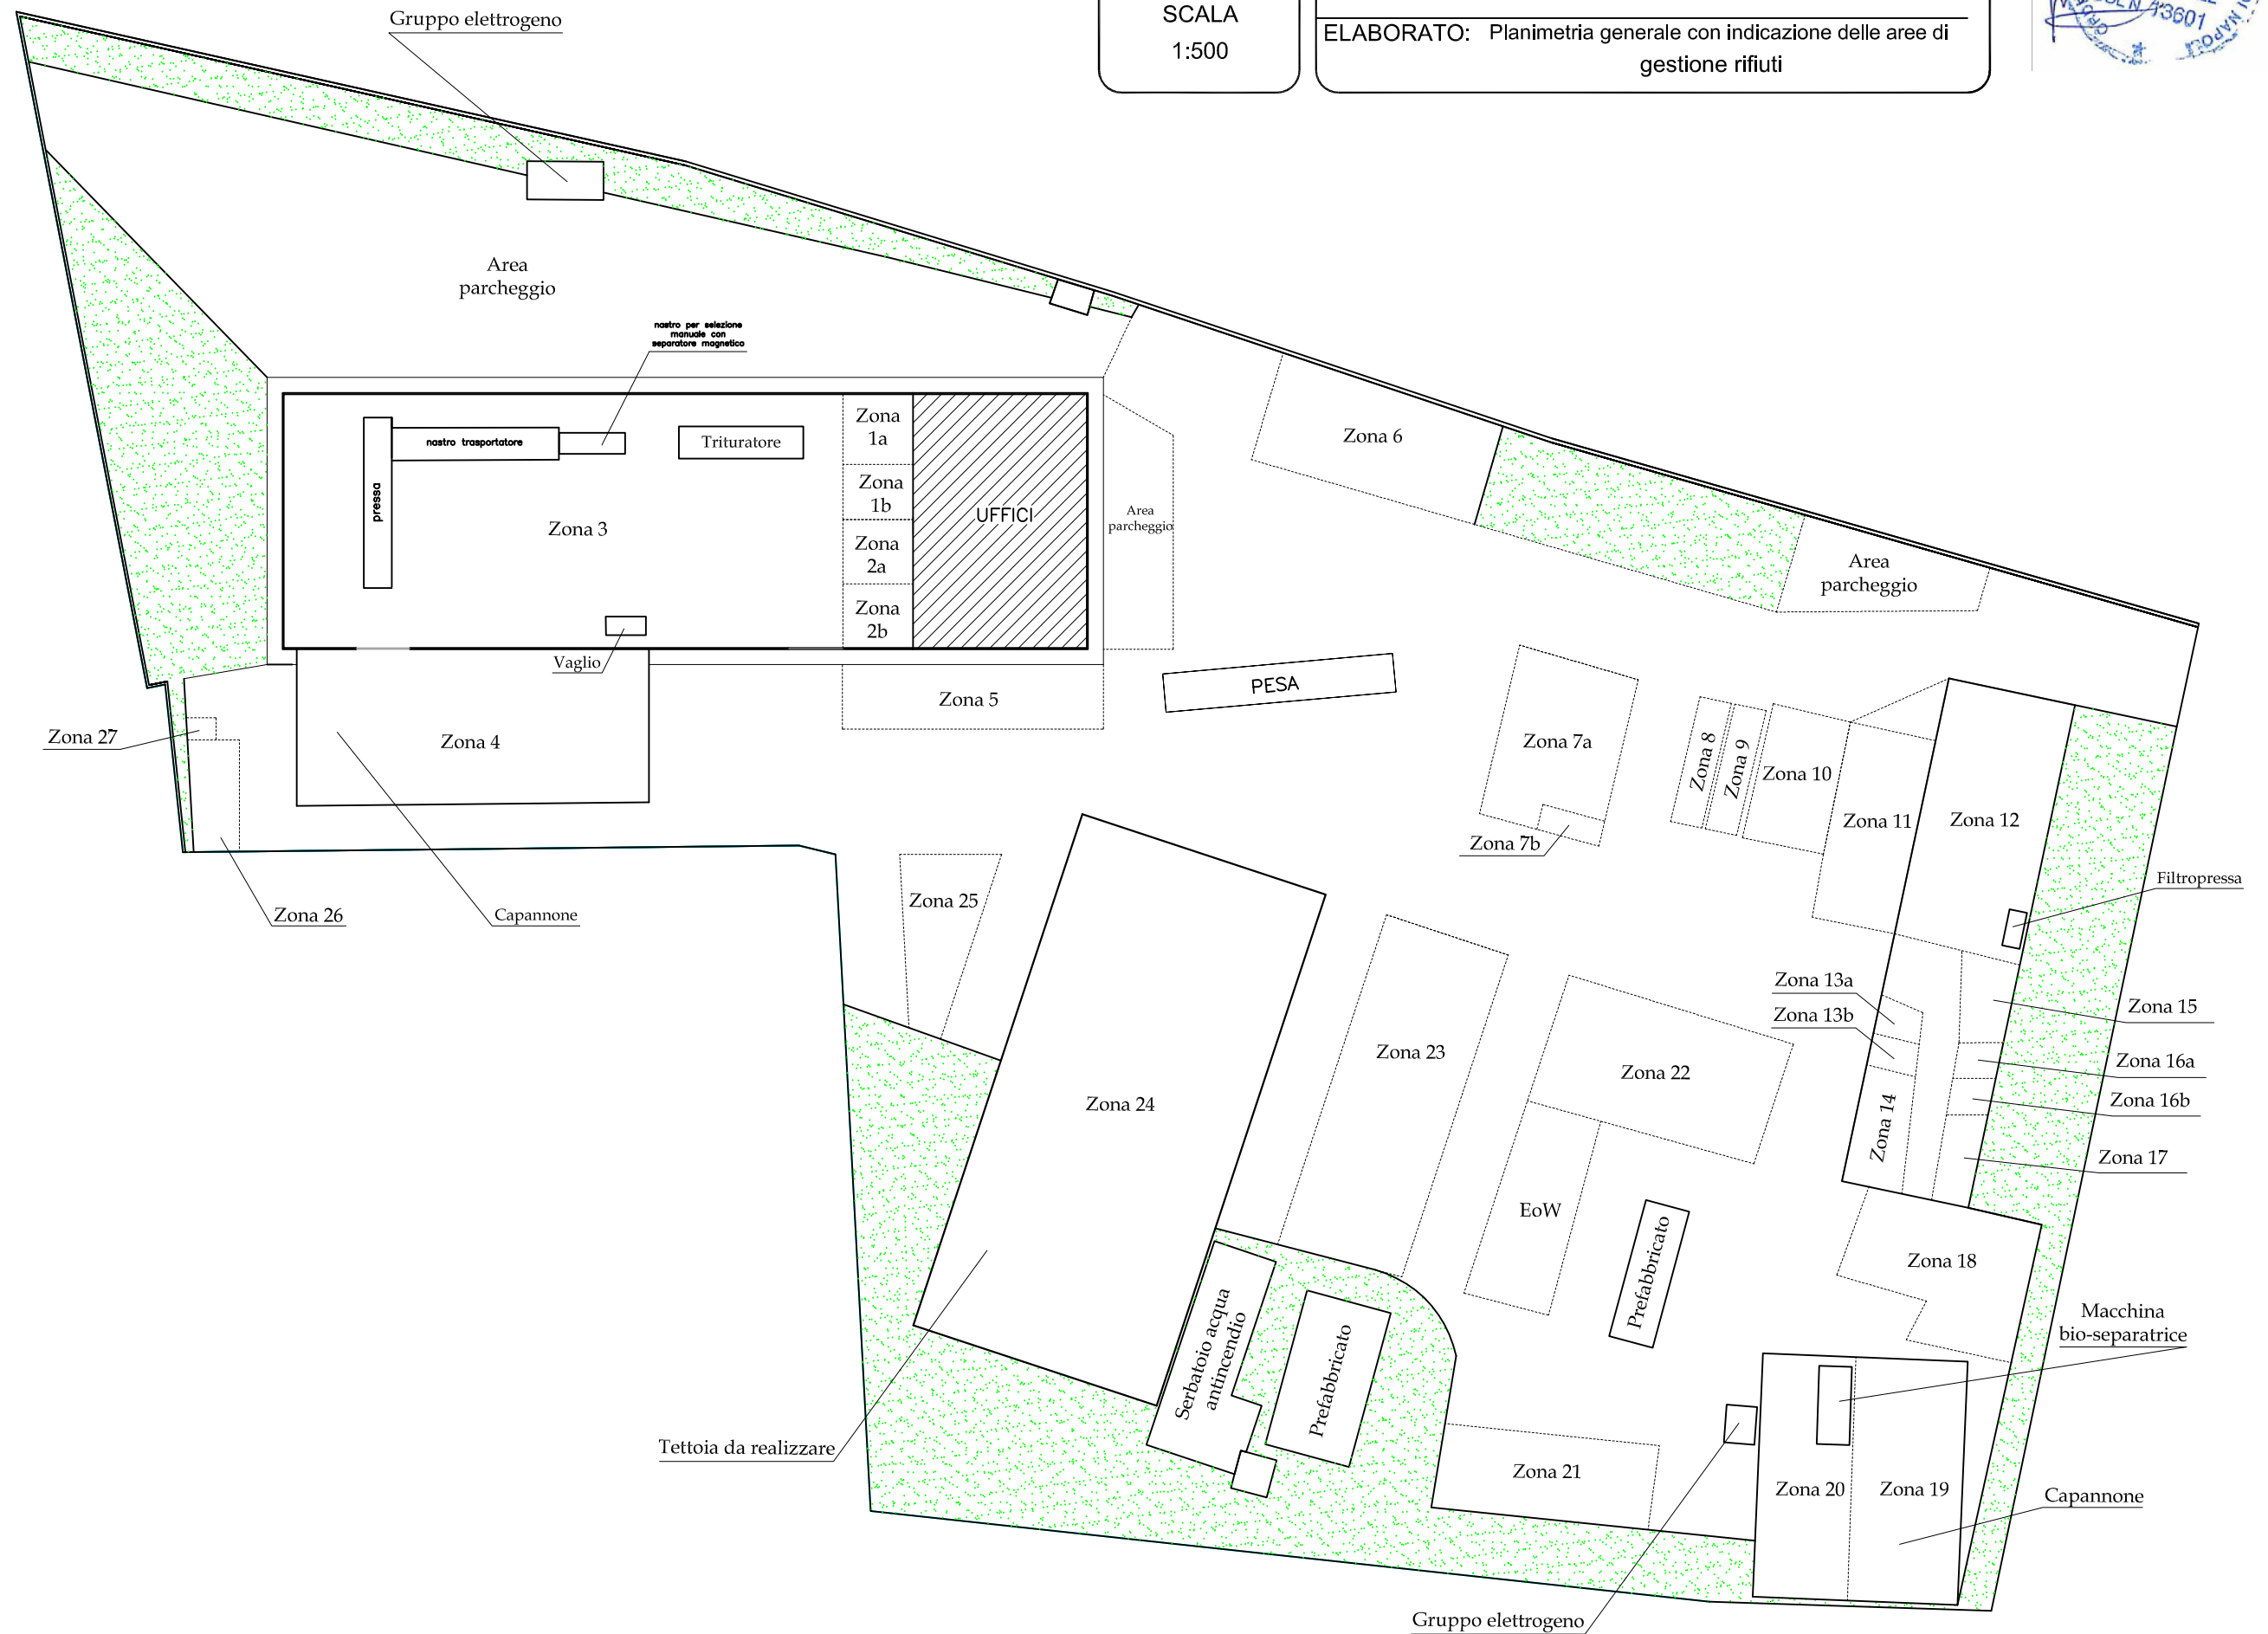 SCALA
1:500
ELABORATO: Planimetria generale con indicazione delle aree di
gestione rifiuti
13601
Gruppo elettrogeno
Area
parcheggio
nastro per selezione
manuale con
separatore magnetico
nastro trasportatore
Trituratore
pressa
Zona 3
Vaglio
Zona
1a
Zona
1b
Zona
2a
Zona
2b
UFFICI
Area
parcheggio
Zona 6
Area
parcheggio
Zona 5
PESA
Zona 4
Zona 27
Zona 26
Capannone
Zona 7a
Zona 7b
Zona 8
Zona 9
Zona 10
Zona 11
Zona 12
Filtropressa
Zona 25
Zona 24
Zona 23
Zona 22
EoW
Zona 13a
Zona 13b
Zona 14
Zona 15
Zona 16a
Zona 16b
Zona 17
Zona 18
Prefabbricato
Macchina
bio-separatrice
Serbatoio acqua
antincendio
Prefabbricato
Tettoia da realizzare
Zona 21
Zona 20
Zona 19
Capannone
Gruppo elettrogeno